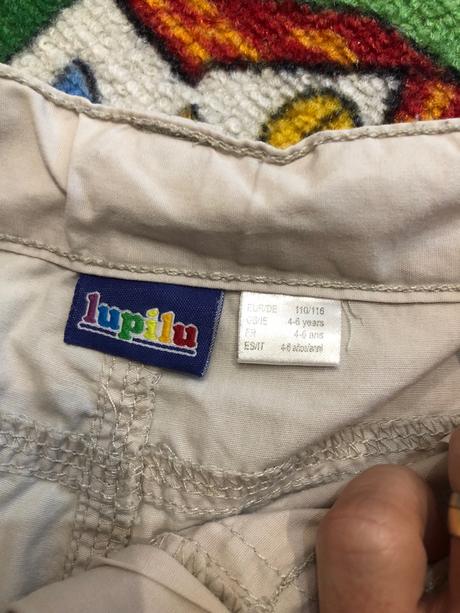 lupilu
EUR/DE 110/116
GB/IE 4-6 years
FR 4-6 ans
ES/IT 4-6 años/anni